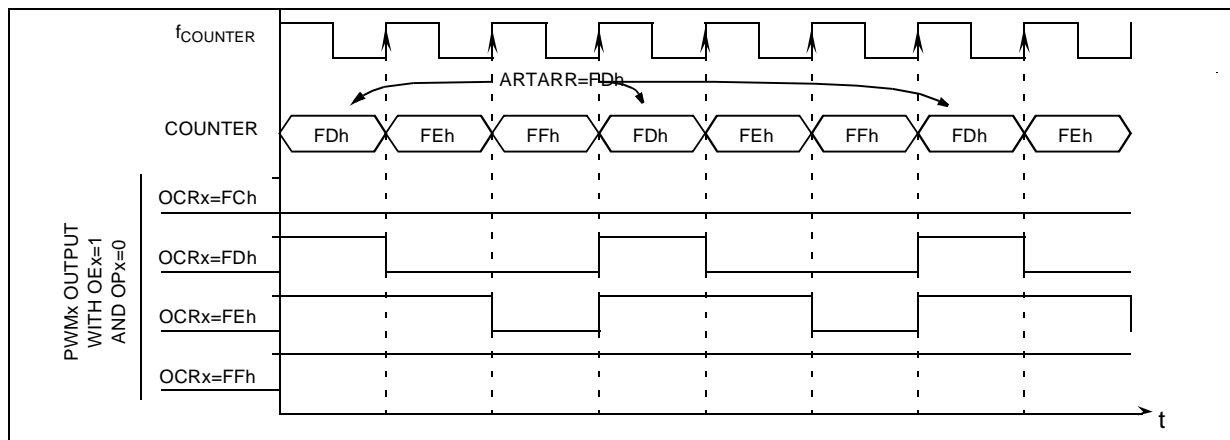 fCOUNTER
ARTARR=FDh
COUNTER
FDh FEh FFh FDh FEh FFh FDh FEh
PWMx OUTPUT
WITH OEx=1
AND OPx=0
OCRx=FCh
OCRx=FDh
OCRx=FEh
OCRx=FFh
t